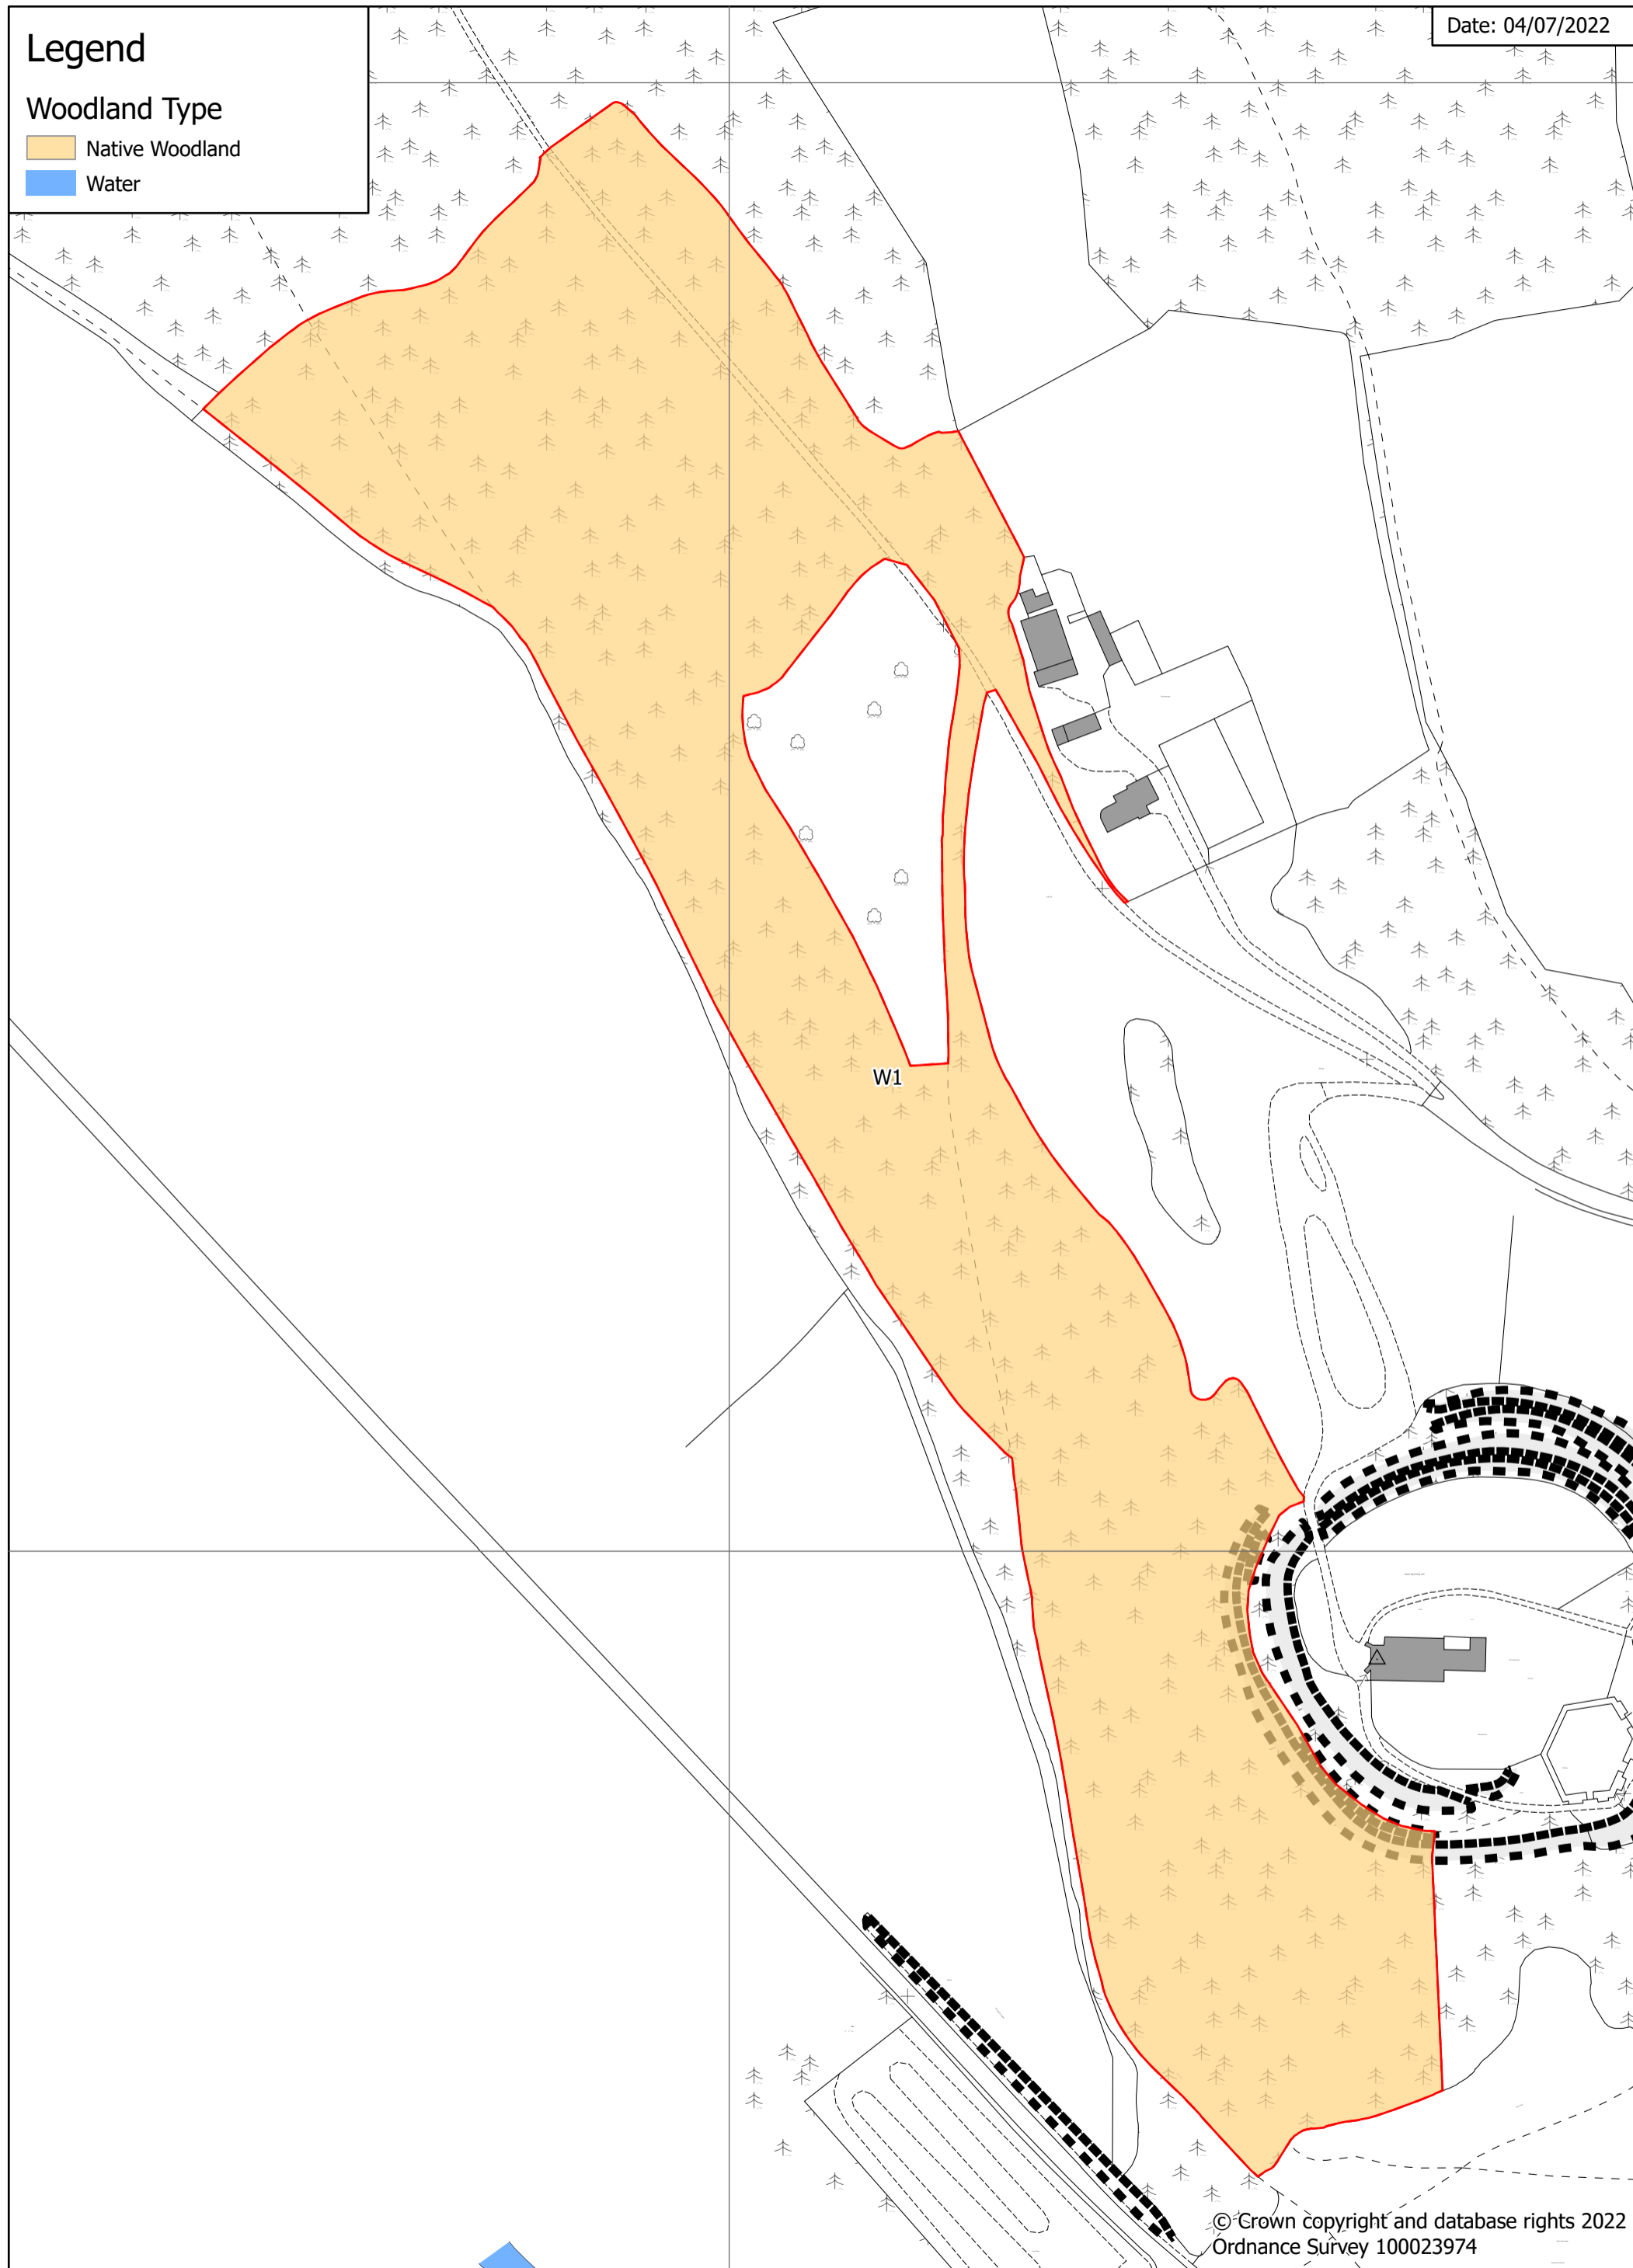 Legend
Woodland Type
Native Woodland
Water
Date: 04/07/2022
W1
© Crown copyright and database rights 2022
Ordnance Survey 100023974